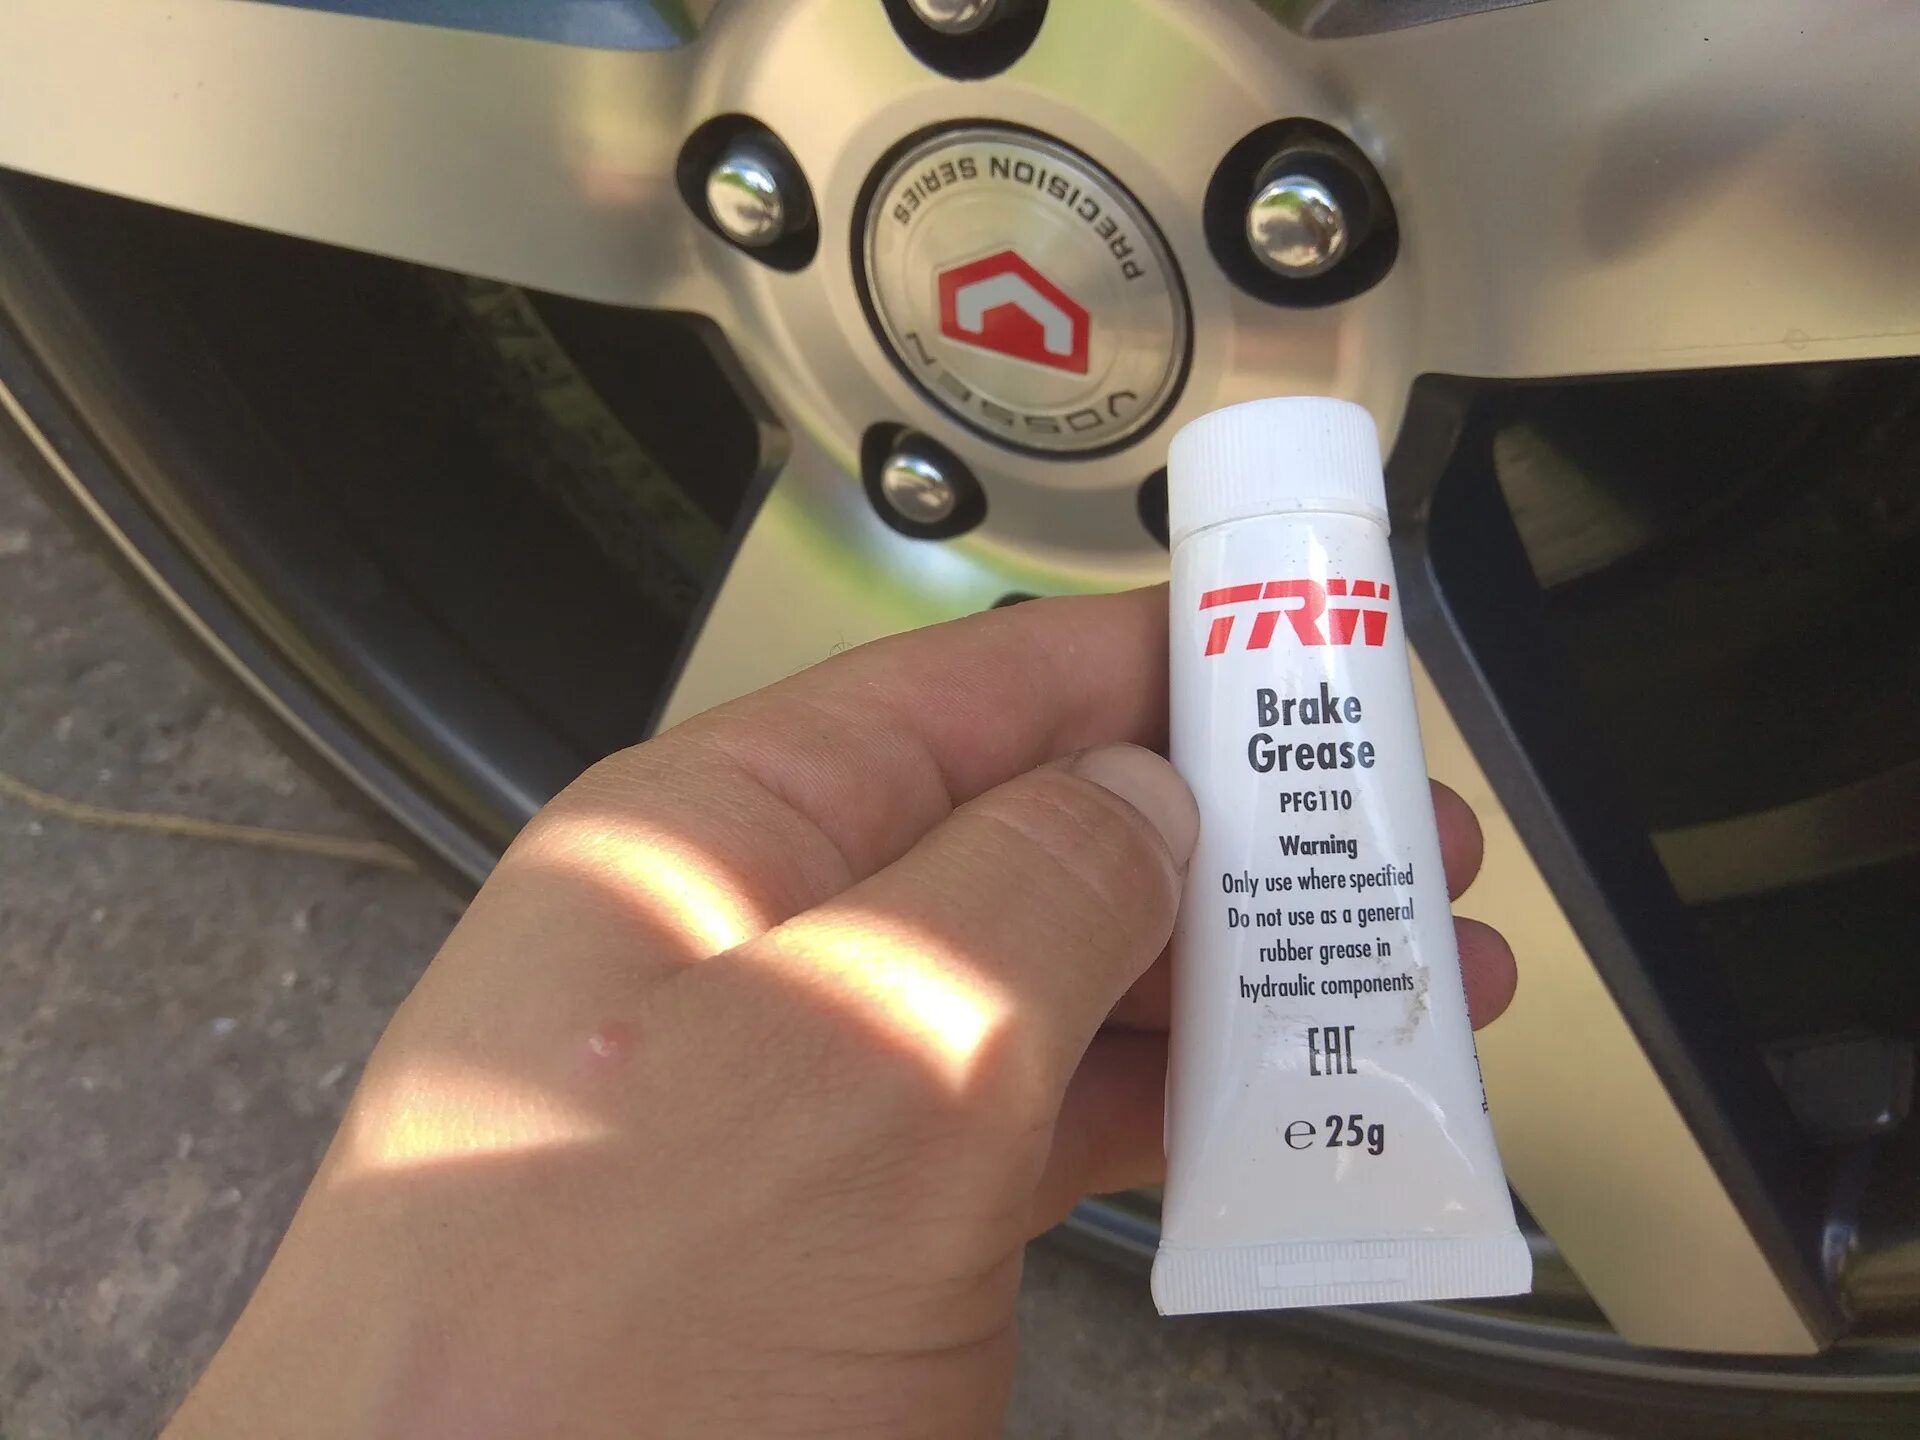 PRECISION SERIES
VOSSEN
TRW
Brake
Grease
PFG110
Warning
Only use where specified
Do not use as a general
rubber grease in
hydraulic components
EAC
℮ 25g